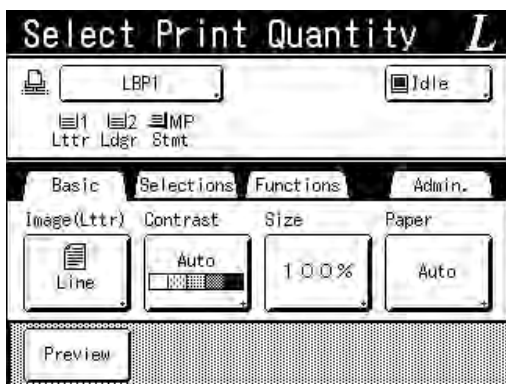 Select Print Quantity L
LBP1 Idle
1 2 MP
Lttr Ldgr Stmt
Basic Selections Functions Admin.
Image(Lttr) Contrast Size Paper
Line Auto 100% Auto
Preview